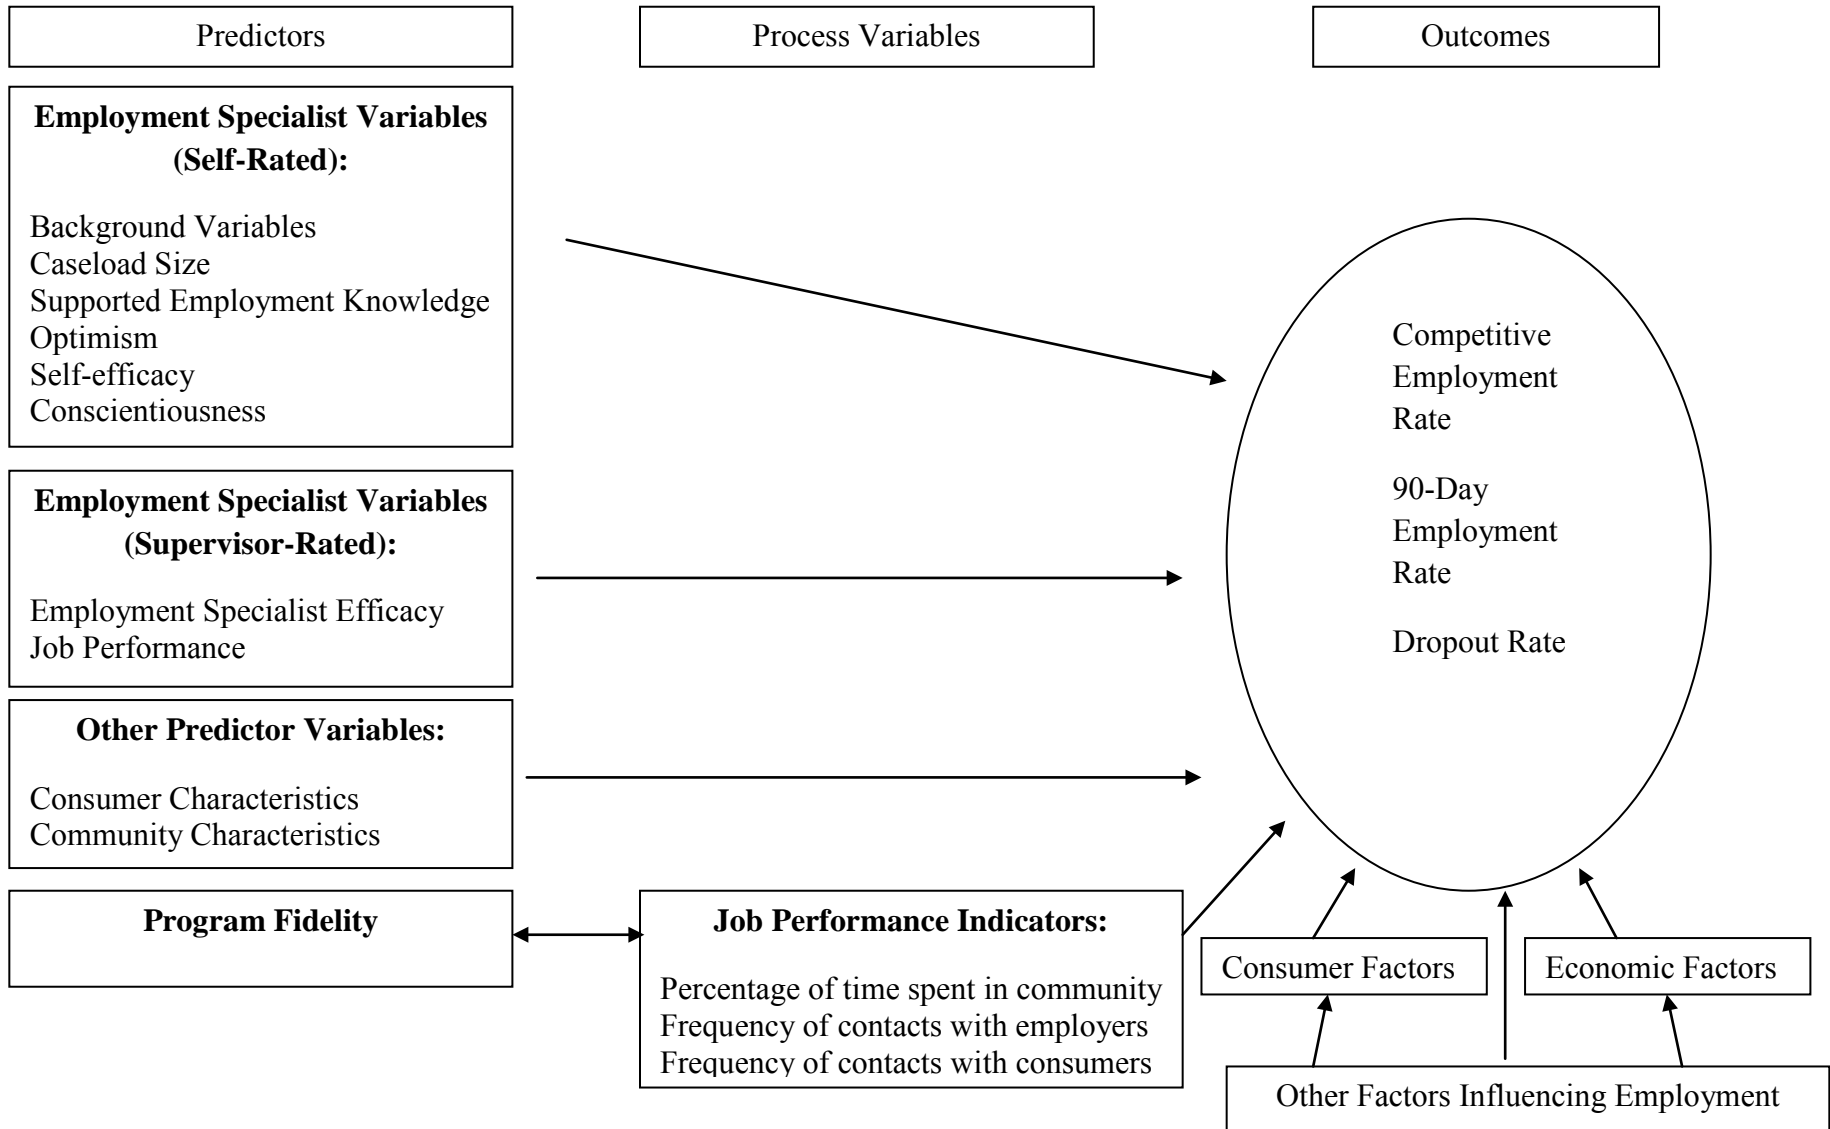 Predictors
Process Variables
Outcomes
Employment Specialist Variables
(Self-Rated):
Background Variables
Caseload Size
Supported Employment Knowledge
Optimism
Self-efficacy
Conscientiousness
Employment Specialist Variables
(Supervisor-Rated):
Employment Specialist Efficacy
Job Performance
Other Predictor Variables:
Consumer Characteristics
Community Characteristics
Program Fidelity
Job Performance Indicators:
Percentage of time spent in community
Frequency of contacts with employers
Frequency of contacts with consumers
Competitive
Employment
Rate
90-Day
Employment
Rate
Dropout Rate
Consumer Factors
Economic Factors
Other Factors Influencing Employment